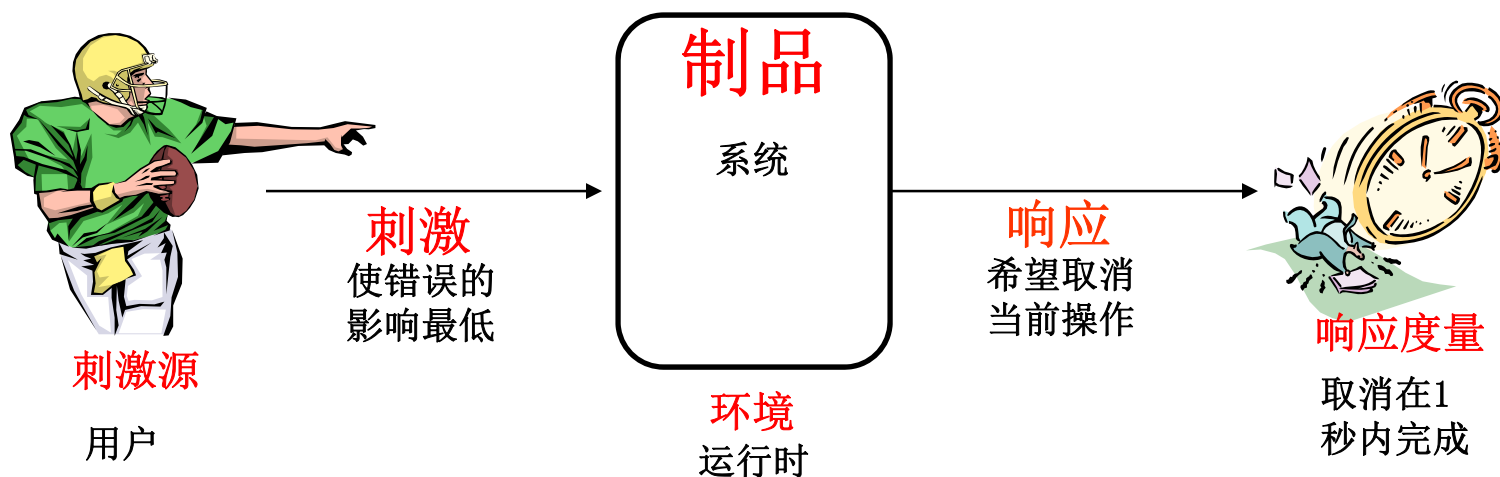 刺激源
用户
刺激
使错误的
影响最低
制品
系统
环境
运行时
响应
希望取消
当前操作
响应度量
取消在1
秒内完成